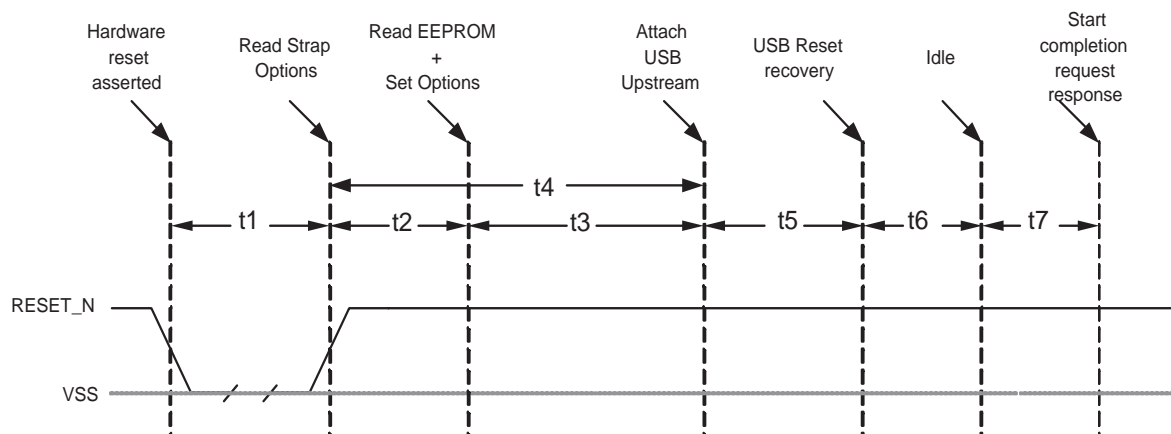 Hardware
reset
asserted
Read Strap
Options
Read EEPROM
+
Set Options
Attach
USB
Upstream
USB Reset
recovery
Idle
Start
completion
request
response
t4
t1
t2
t3
t5
t6
t7
RESET_N
VSS